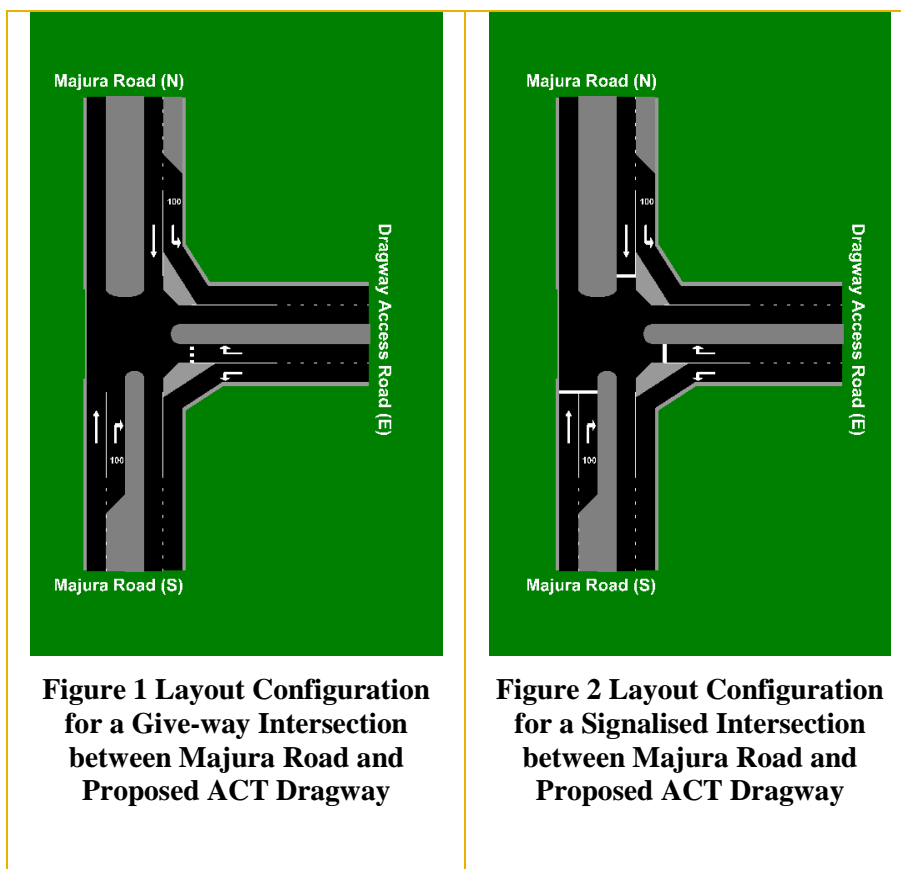 Majura Road (N)
100
Dragway Access Road (E)
100
Majura Road (S)
Figure 1 Layout Configuration
for a Give-way Intersection
between Majura Road and
Proposed ACT Dragway
Majura Road (N)
100
Dragway Access Road (E)
100
Majura Road (S)
Figure 2 Layout Configuration
for a Signalised Intersection
between Majura Road and
Proposed ACT Dragway